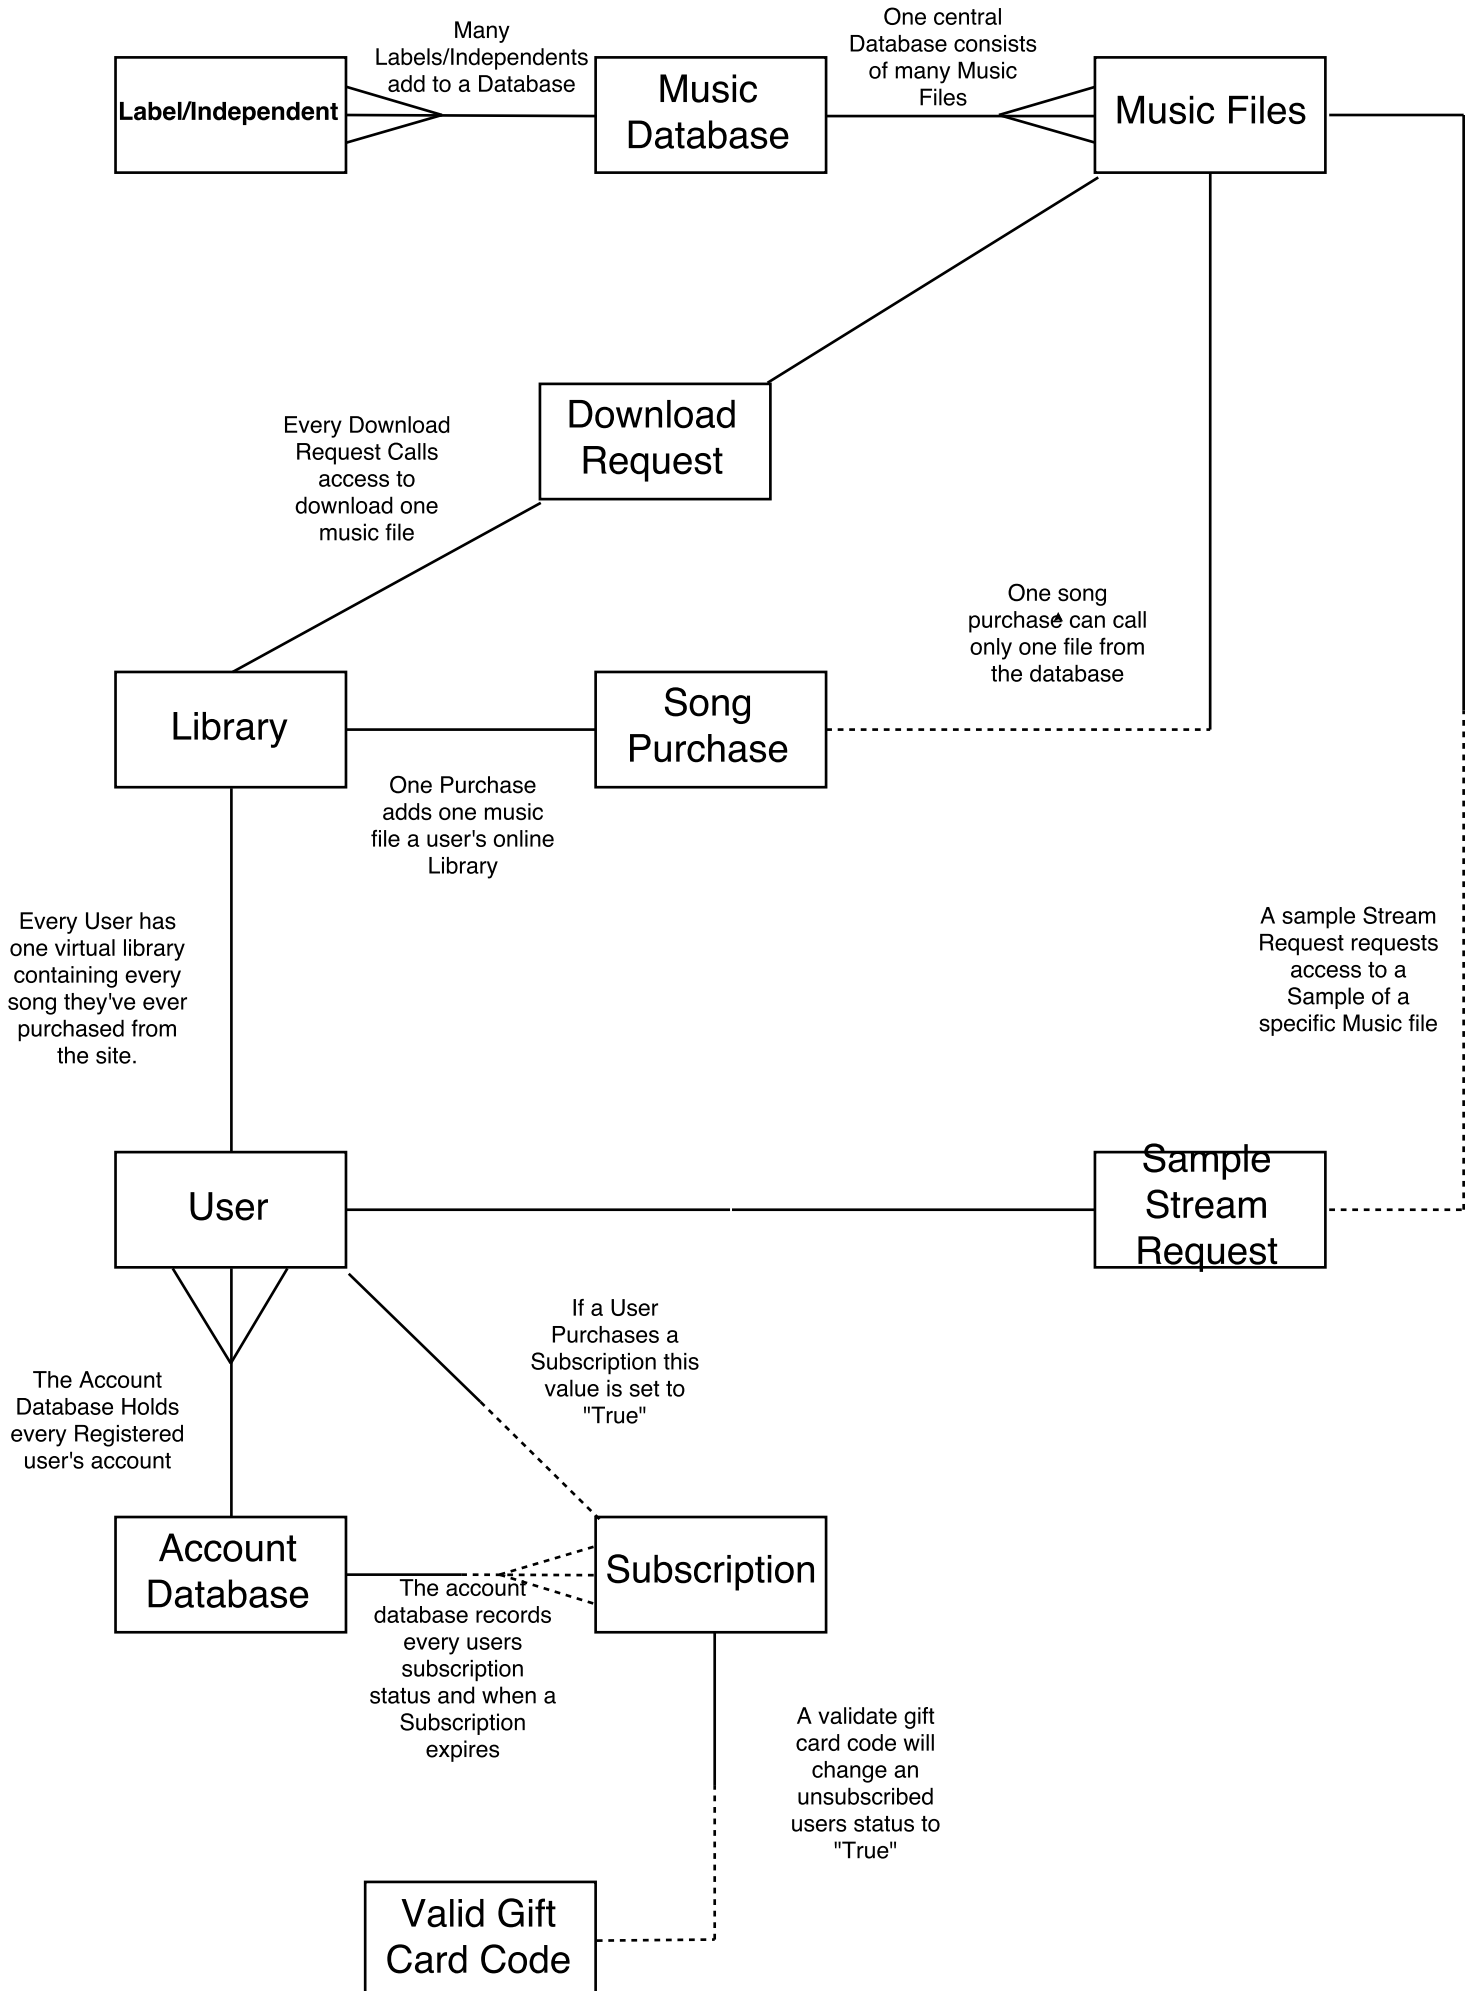 Many
Labels/Independents
add to a Database
One central
Database consists
of many Music
Files
Label/Independent
Music
Database
Music Files
Download
Request
Every Download
Request Calls
access to
download one
music file
One song
purchase can call
only one file from
the database
Library
Song
Purchase
One Purchase
adds one music
file a user's online
Library
Every User has
one virtual library
containing every
song they've ever
purchased from
the site.
A sample Stream
Request requests
access to a
Sample of a
specific Music file
User
Sample
Stream
Request
If a User
Purchases a
Subscription this
value is set to
"True"
The Account
Database Holds
every Registered
user's account
Account
Database
Subscription
The account
database records
every users
subscription
status and when a
Subscription
expires
A validate gift
card code will
change an
unsubscribed
users status to
"True"
Valid Gift
Card Code